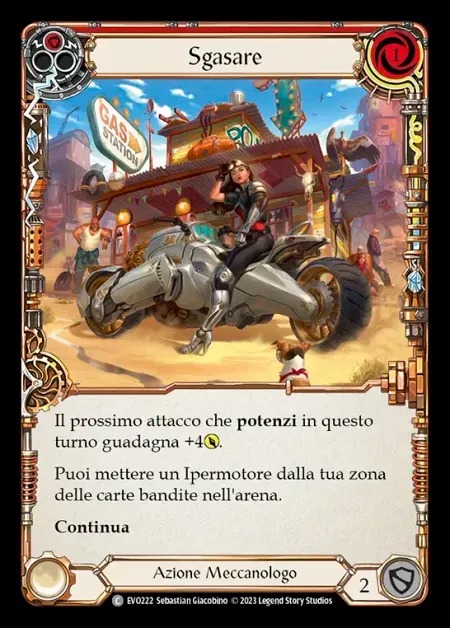 1
Sgasare
GAS
STATION
Il prossimo attacco che potenzi in questo
turno guadagna +4.
Puoi mettere un Ipermotore dalla tua zona
delle carte bandite nell'arena.
Continua
Azione Meccanologo
2
C EVO222 Sebastian Giacobino © 2023 Legend Story Studios